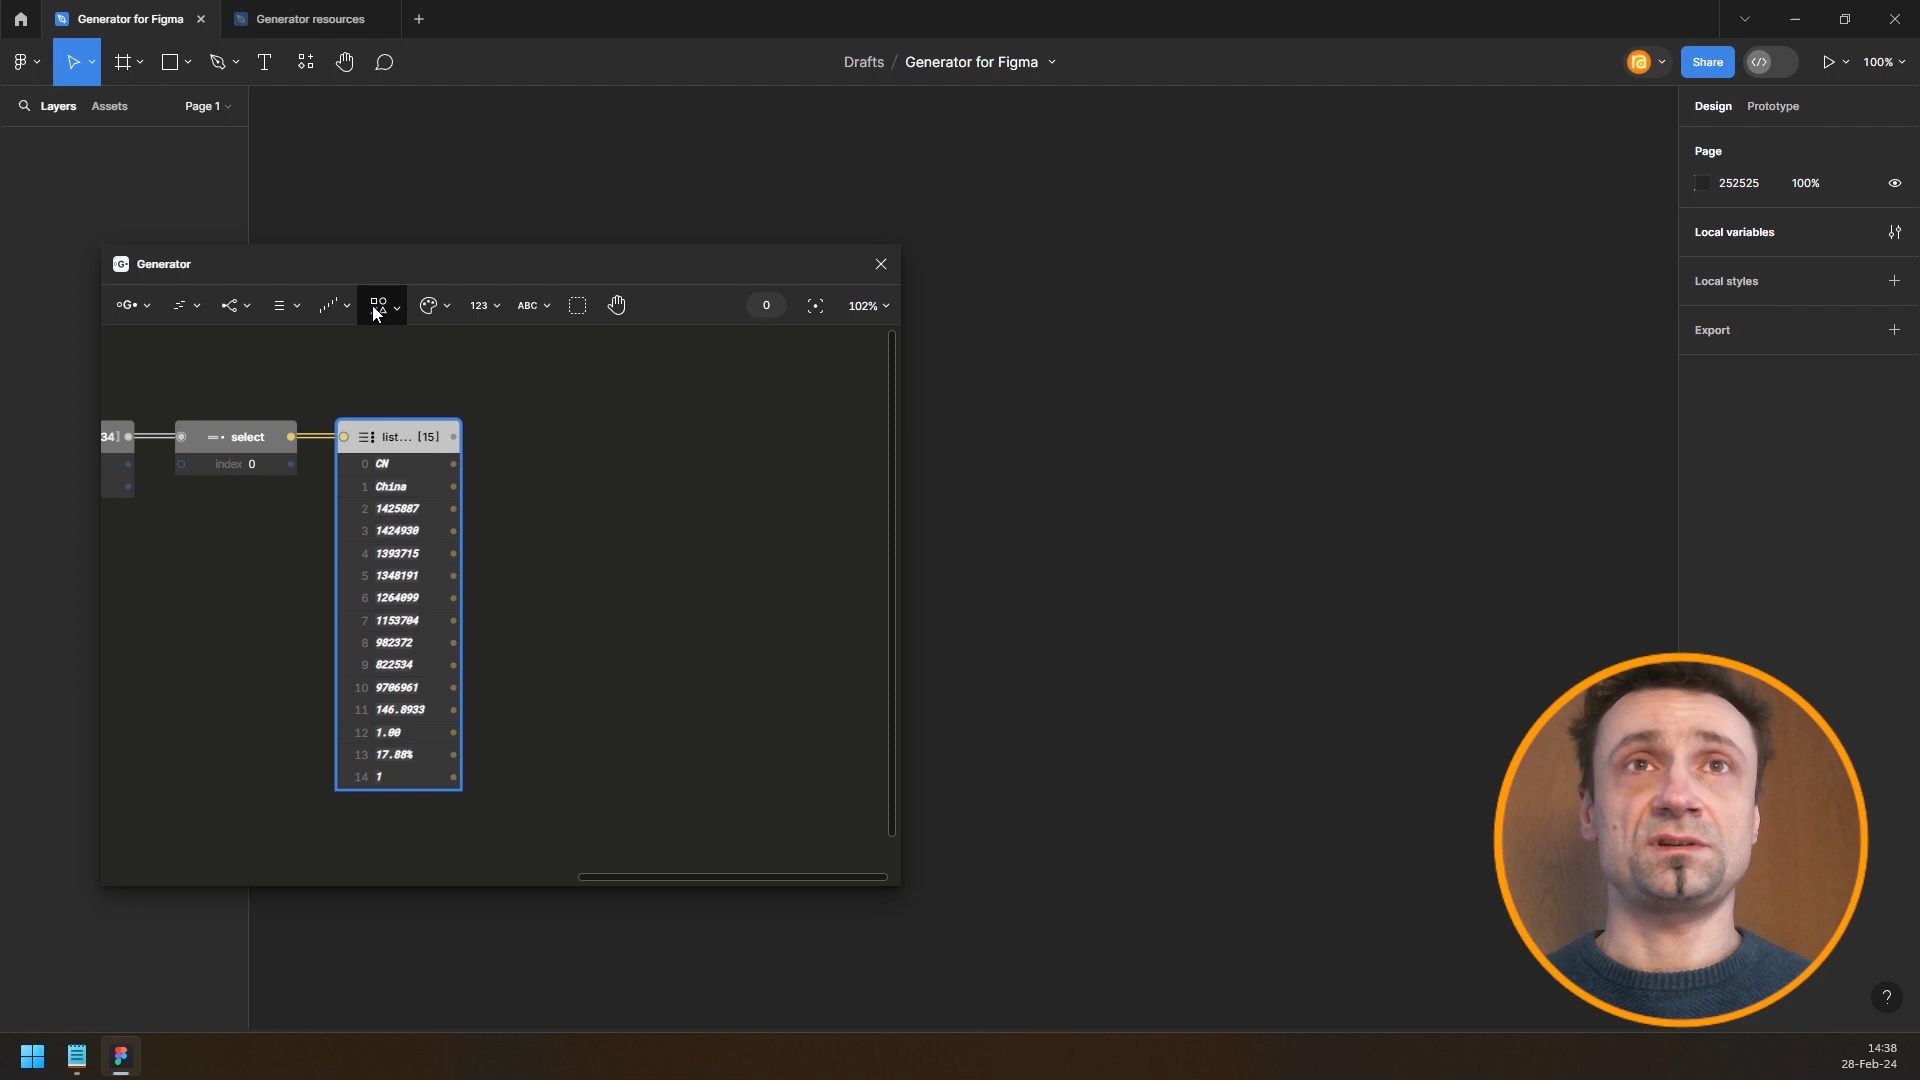 Generator for Figma
Generator resources
Drafts / Generator for Figma
Share
100%
Layers
Assets
Page 1
Design
Prototype
Page
252525
100%
Local variables
Local styles
Export
Generator
G
123
ABC
0
102%
34]
select
list... [15]
index 0
0 CN
1 China
2 1425887
3 1424930
4 1393715
5 1348191
6 1264099
7 1153704
8 982372
9 822534
10 9706961
11 146.8933
12 1.00
13 17.88%
14 1
?
14:38
28-Feb-24